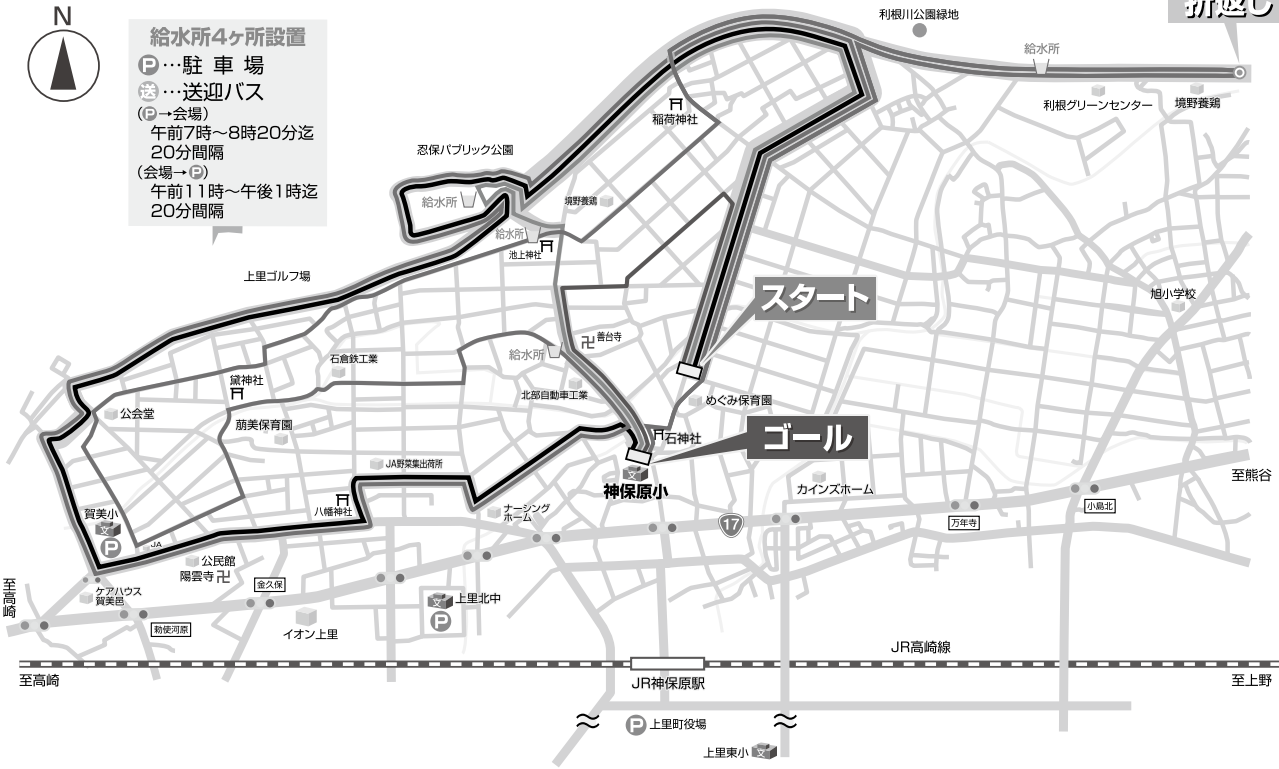 N
給水所4ヶ所設置
P…駐車場
送…送迎バス
(P→会場)
午前7時~8時20分迄
20分間隔
(会場→P)
午前11時~午後1時迄
20分間隔
折返し
利根川公園緑地
給水所
利根グリーンセンター
境野養鶏
稲荷神社
忍保パブリック公園
給水所
境野養鶏
給水所
池上神社
上里ゴルフ場
スタート
旭小学校
善台寺
給水所
石倉鉄工業
北部自動車工業
黛神社
めぐみ保育園
公会堂
萠美保育園
石神社
ゴール
神保原小
JA野菜集出荷所
八幡神社
ナーシング
ホーム
カインズホーム
至熊谷
小島北
万年寺
17
賀美小
P
JA
公民館
陽雲寺
ケアハウス
賀美邑
金久保
至高崎
勅使河原
イオン上里
上里北中
P
JR高崎線
至高崎
JR神保原駅
至上野
P 上里町役場
上里東小